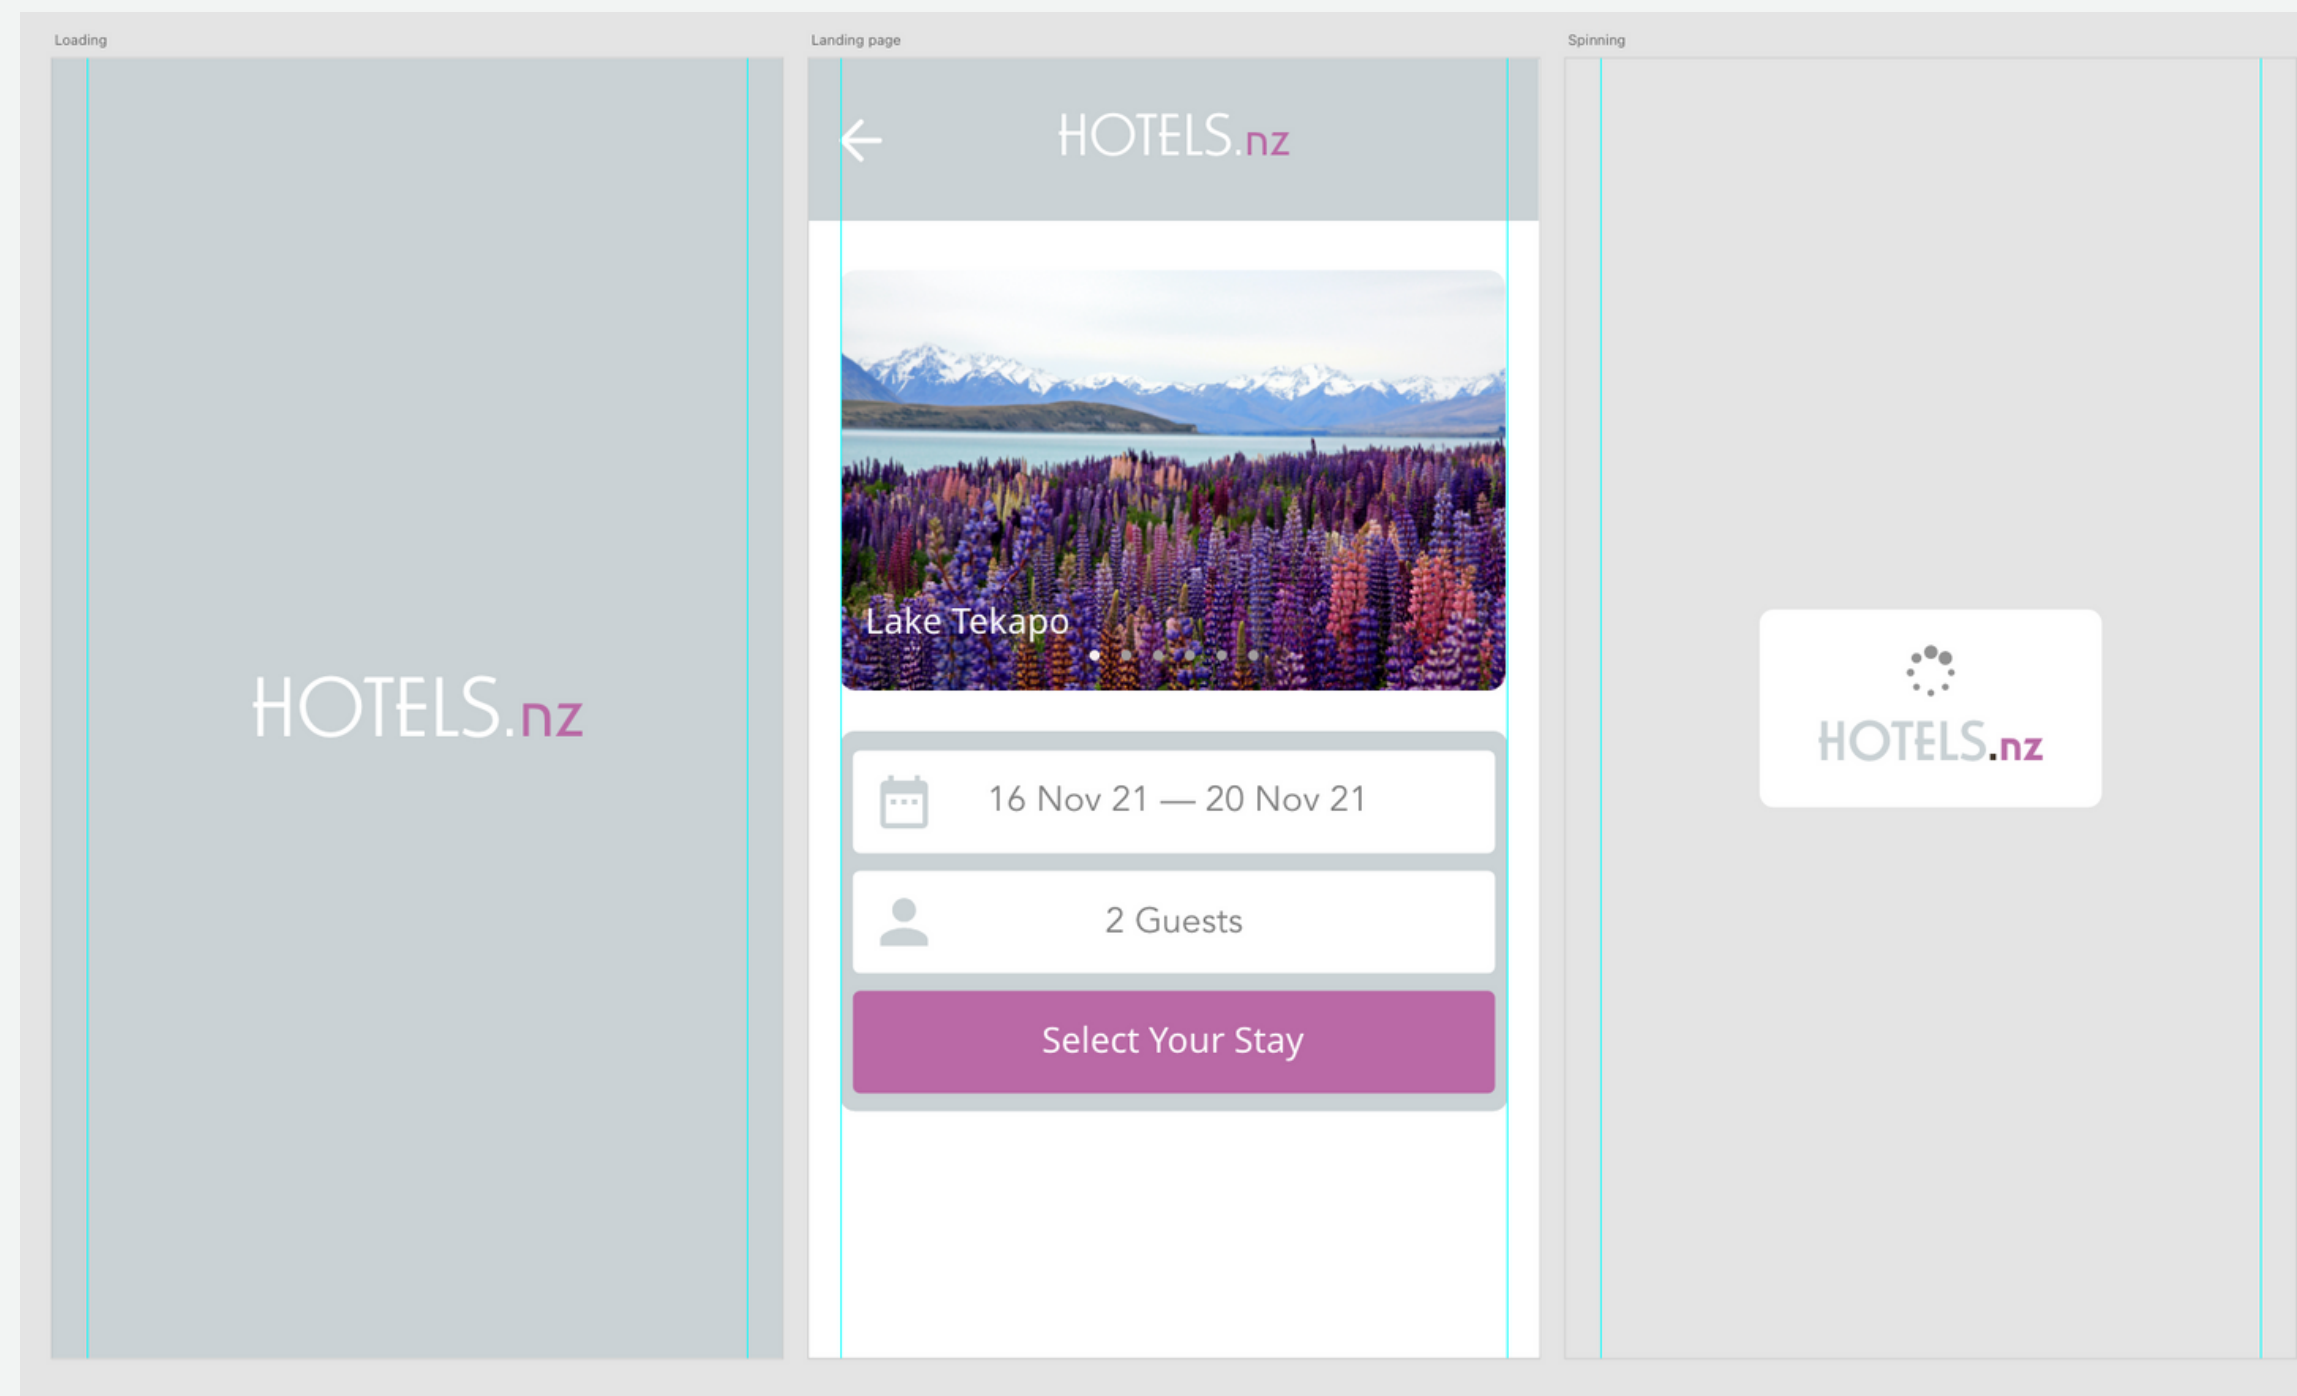 Loading
HOTELS.nz
Landing page
HOTELS.nz
Lake Tekapo
16 Nov 21 — 20 Nov 21
2 Guests
Select Your Stay
Spinning
HOTELS.nz